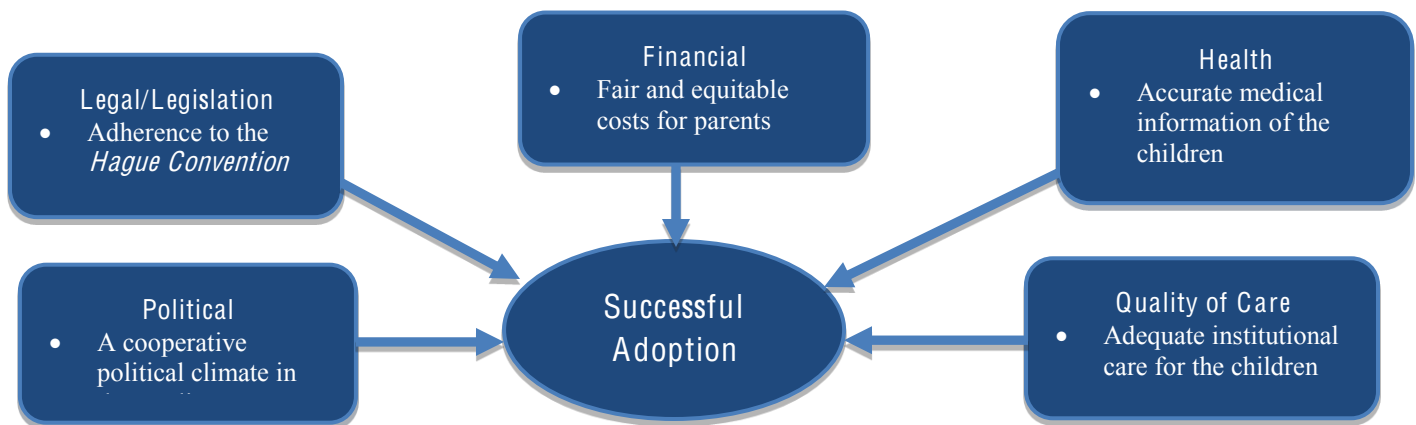 Legal/Legislation
• Adherence to the
Hague Convention
Financial
• Fair and equitable
costs for parents
Health
• Accurate medical
information of the
children
Political
• A cooperative
political climate in
Successful
Adoption
Quality of Care
• Adequate institutional
care for the children